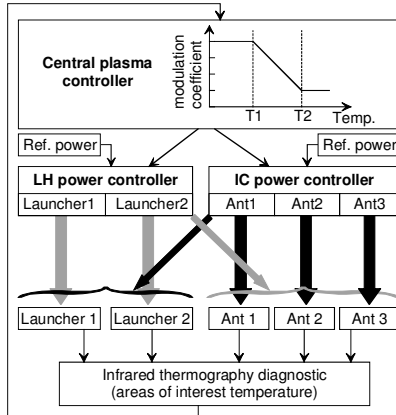 Central plasma
controller
modulation
coefficient
T1 T2 Temp.
Ref. power
Ref. power
LH power controller
IC power controller
Launcher1 Launcher2
Ant1 Ant2 Ant3
Launcher 1 Launcher 2 Ant 1 Ant 2 Ant 3
Infrared thermography diagnostic
(areas of interest temperature)